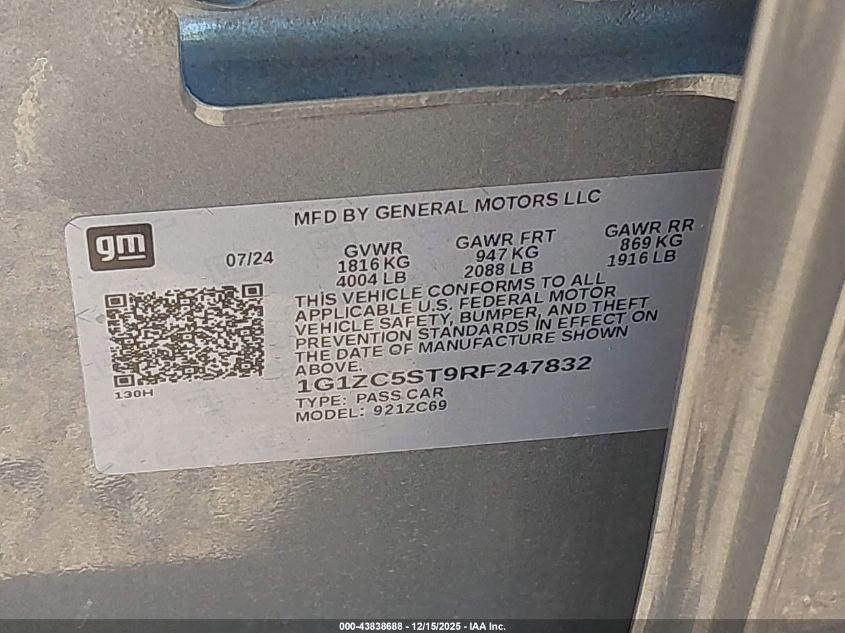 MFD BY GENERAL MOTORS LLC
gm
07/24
GVWR
1816 KG
4004 LB
GAWR FRT
947 KG
2088 LB
GAWR RR
869 KG
1916 LB
THIS VEHICLE CONFORMS TO ALL
APPLICABLE U.S. FEDERAL MOTOR
VEHICLE SAFETY, BUMPER, AND THEFT
PREVENTION STANDARDS IN EFFECT ON
THE DATE OF MANUFACTURE SHOWN
ABOVE.
1G1ZC5ST9RF247832
130H
TYPE: PASS CAR
MODEL: 921ZC69
000-43838688 - 12/15/2025 - IAA Inc.